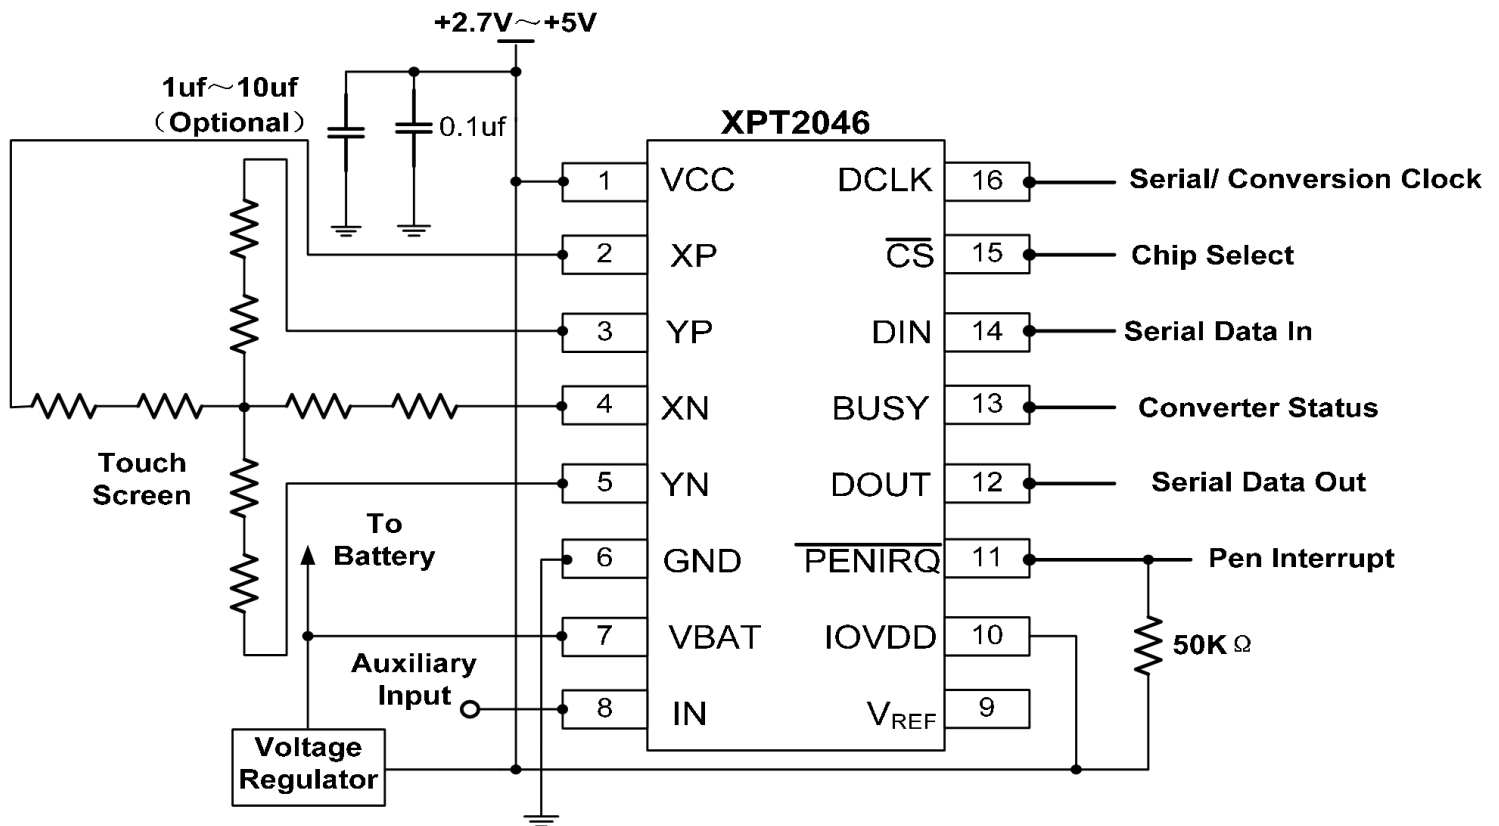 +2.7V～+5V
1uf～10uf
（Optional）
0.1uf
XPT2046
1 VCC DCLK 16 Serial/ Conversion Clock
2 XP CS 15 Chip Select
3 YP DIN 14 Serial Data In
4 XN BUSY 13 Converter Status
Touch
Screen
5 YN DOUT 12 Serial Data Out
To
Battery
6 GND PENIRQ 11 Pen Interrupt
7 VBAT IOVDD 10 50K Ω
Auxiliary
Input
8 IN VREF 9
Voltage
Regulator